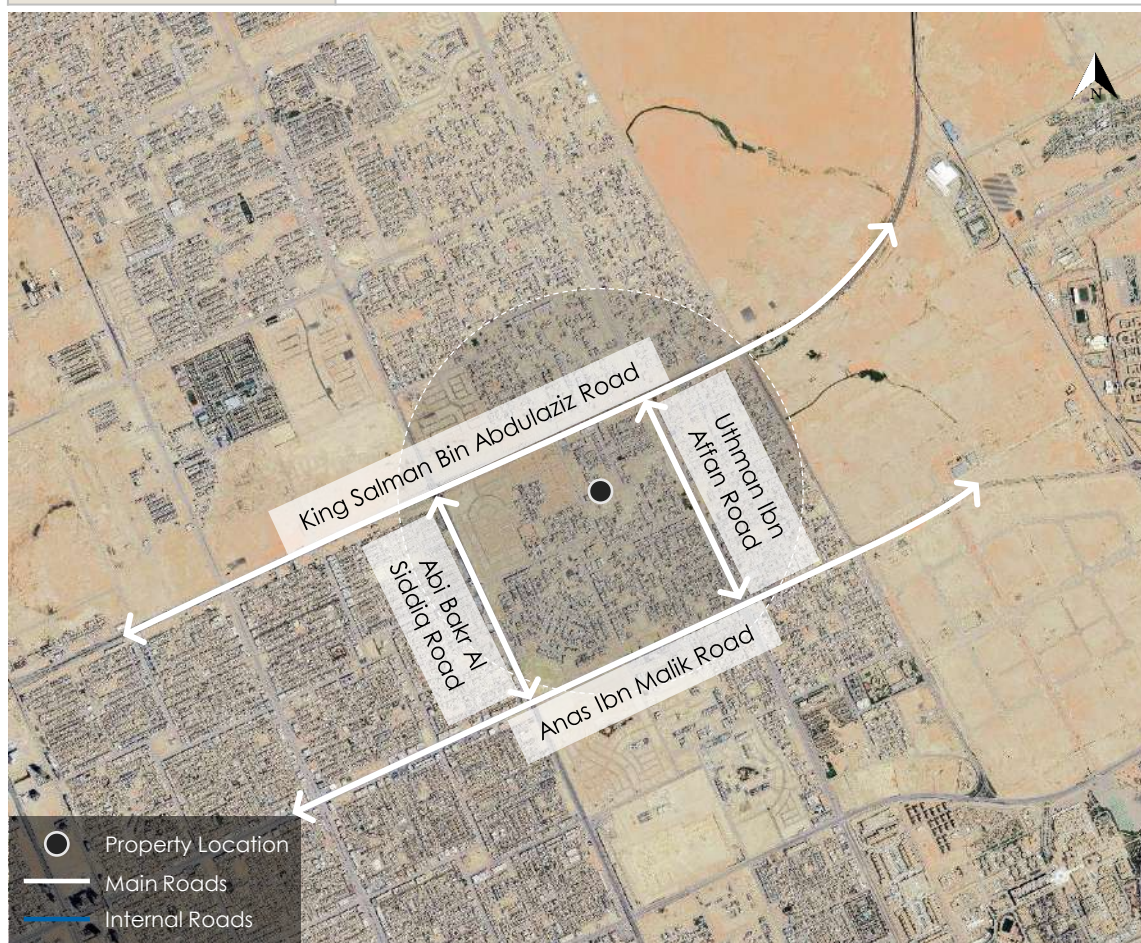 N
King Salman Bin Abdulaziz Road
Uthman Ibn
Affan Road
Abi Bakr Al
Siddiq Road
Anas Ibn Malik Road
Property Location
Main Roads
Internal Roads